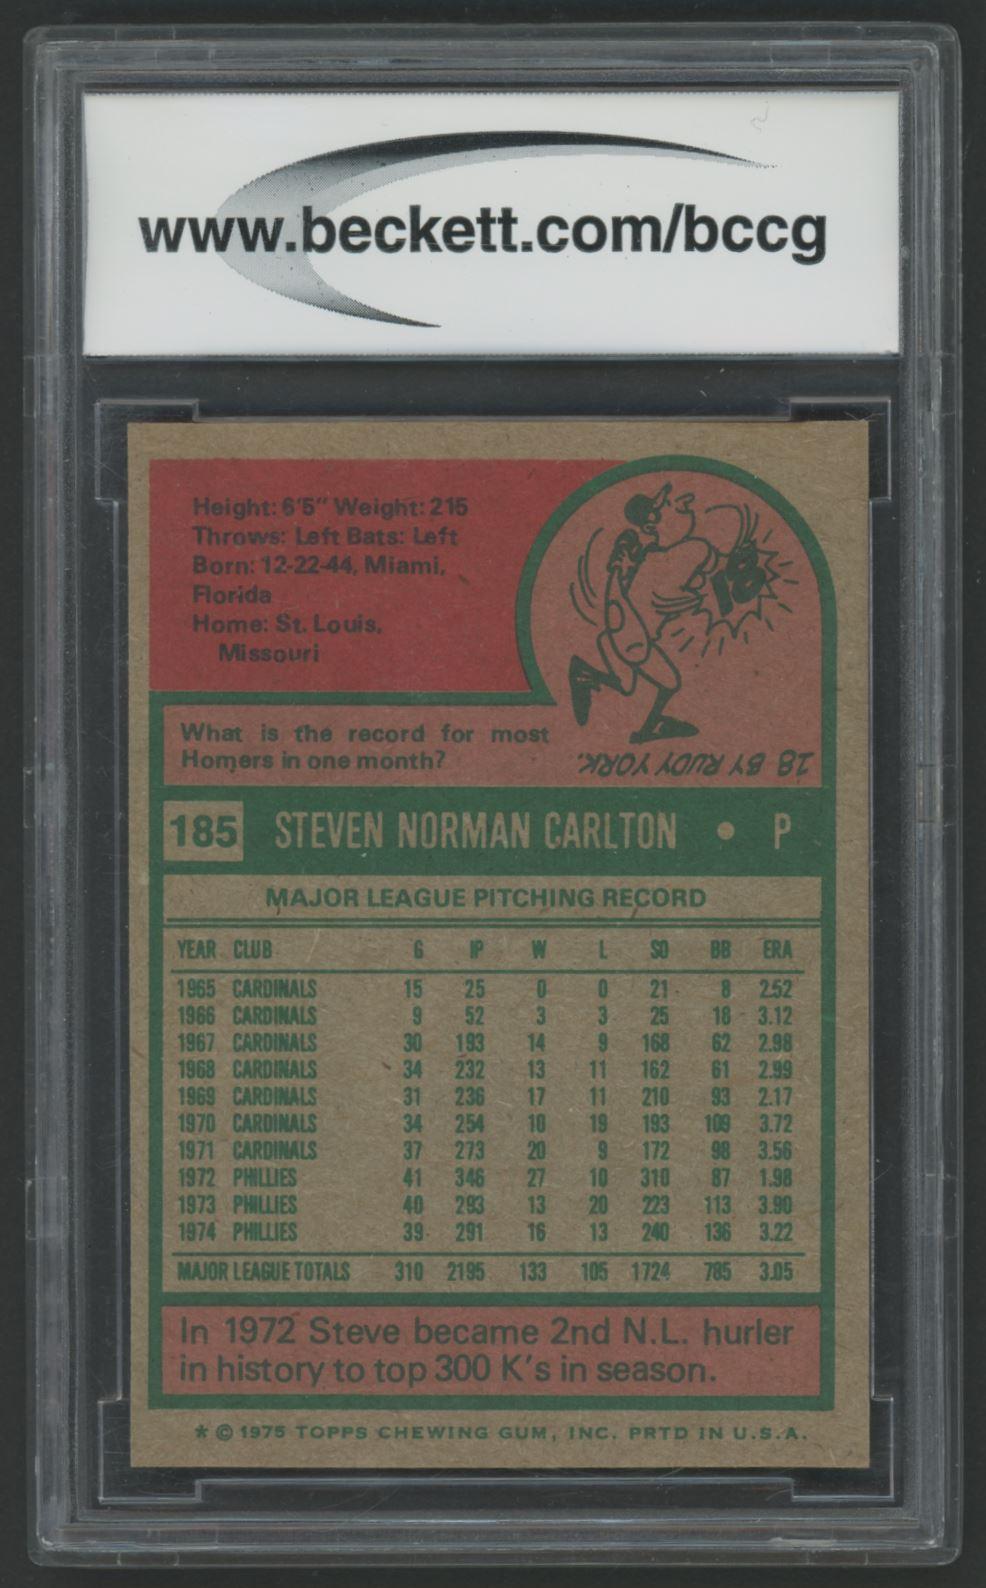 www.beckett.com/bccg
Height: 6'5" Weight: 215
Throws: Left Bats: Left
Born: 12-22-44, Miami,
Florida
Home: St. Louis,
Missouri
18
What is the record for most
Homers in one month?
18 BY RUDY YORK.
185 STEVEN NORMAN CARLTON • P
MAJOR LEAGUE PITCHING RECORD
YEAR CLUB G IP W L SO BB ERA
1965 CARDINALS 15 25 0 0 21 8 2.52
1966 CARDINALS 9 52 3 3 25 18 3.12
1967 CARDINALS 30 193 14 9 168 62 2.98
1968 CARDINALS 34 232 13 11 162 61 2.99
1969 CARDINALS 31 236 17 11 210 93 2.17
1970 CARDINALS 34 254 10 19 193 109 3.72
1971 CARDINALS 37 273 20 9 172 98 3.56
1972 PHILLIES 41 346 27 10 310 87 1.98
1973 PHILLIES 40 293 13 20 223 113 3.90
1974 PHILLIES 39 291 16 13 240 136 3.22
MAJOR LEAGUE TOTALS 310 2195 133 105 1724 785 3.05
In 1972 Steve became 2nd N.L. hurler
in history to top 300 K's in season.
* © 1975 TOPPS CHEWING GUM, INC. PRTD IN U.S.A.